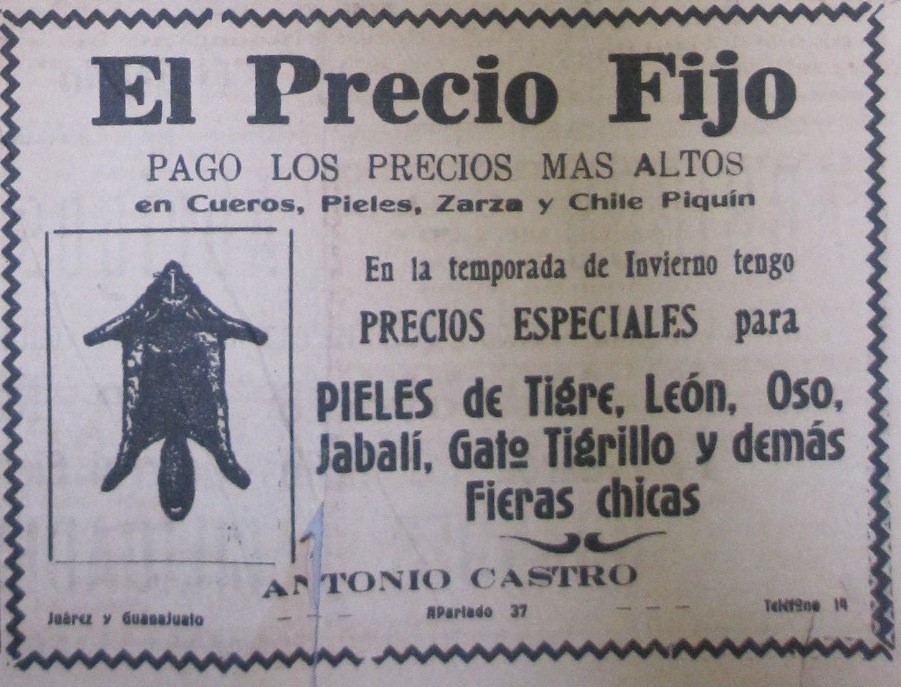 El Precio Fijo
PAGO LOS PRECIOS MAS ALTOS
en Cueros, Pieles, Zarza y Chile Piquín
En la temporada de Invierno tengo
PRECIOS ESPECIALES para
PIELES de Tigre, León, Oso,
Jabalí, Gato Tigrillo y demás
Fieras chicas
ANTONIO CASTRO
Juárez y Guanajuato - - - APartado 37 - - - Teléfono 14